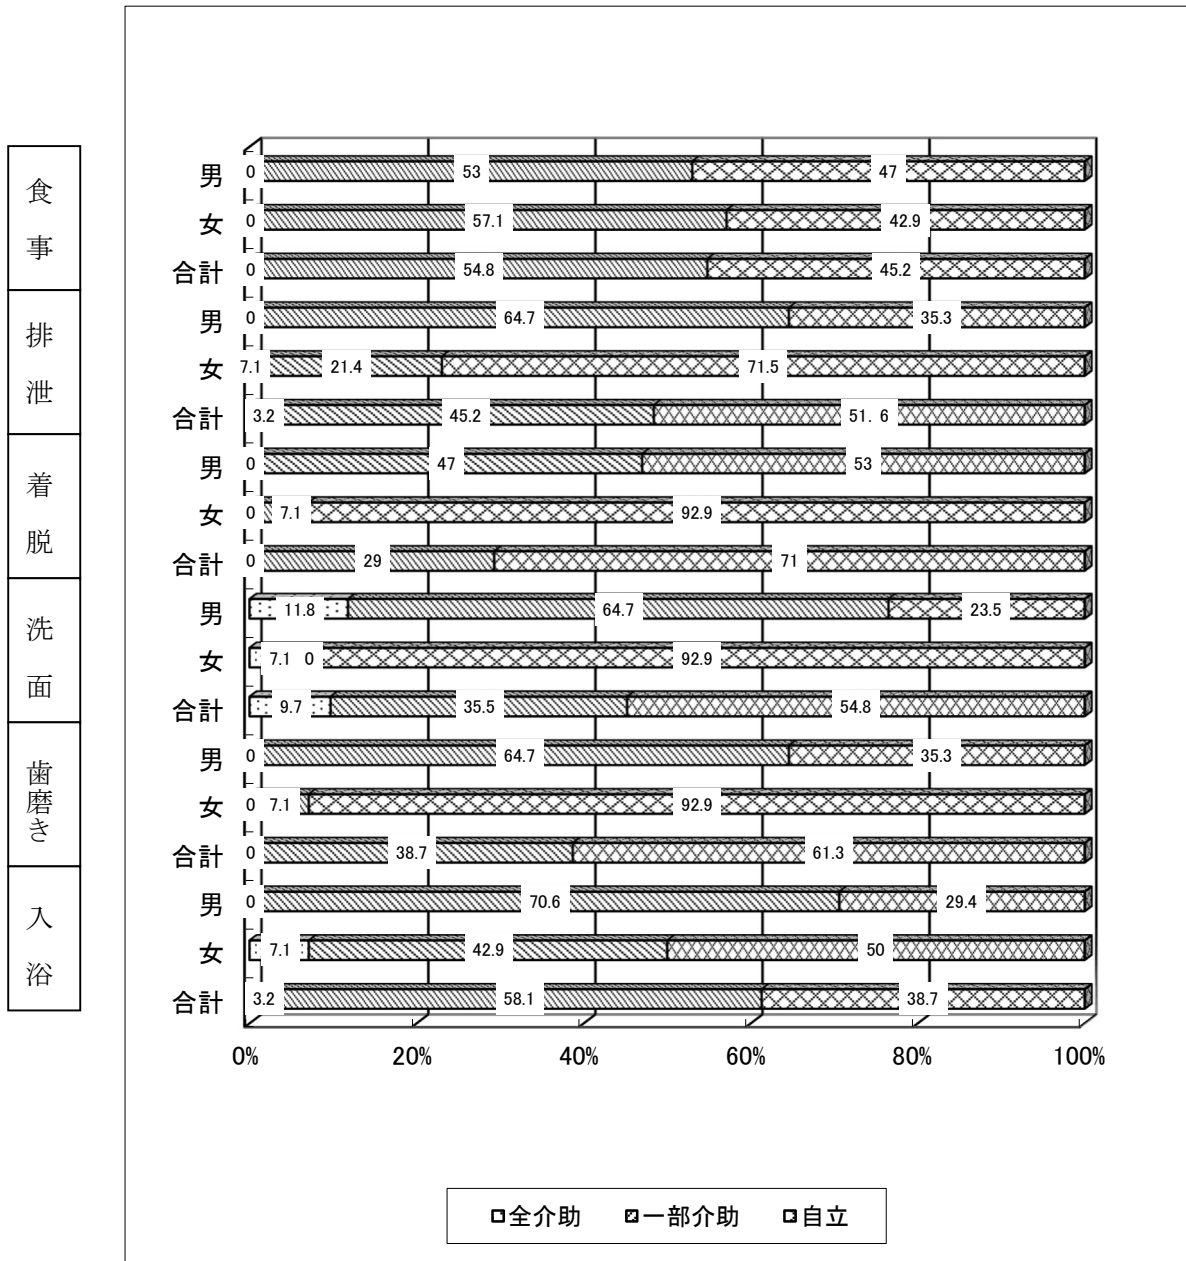 食事
排泄
着脱
洗面
歯磨き
入浴
男 0 53 47
女 0 57.1 42.9
合計 0 54.8 45.2
男 0 64.7 35.3
女 7.1 21.4 71.5
合計 3.2 45.2 51. 6
男 0 47 53
女 0 7.1 92.9
合計 0 29 71
男 11.8 64.7 23.5
女 7.1 0 92.9
合計 9.7 35.5 54.8
男 0 64.7 35.3
女 0 7.1 92.9
合計 0 38.7 61.3
男 0 70.6 29.4
女 7.1 42.9 50
合計 3.2 58.1 38.7
0% 20% 40% 60% 80% 100%
全介助 一部介助 自立